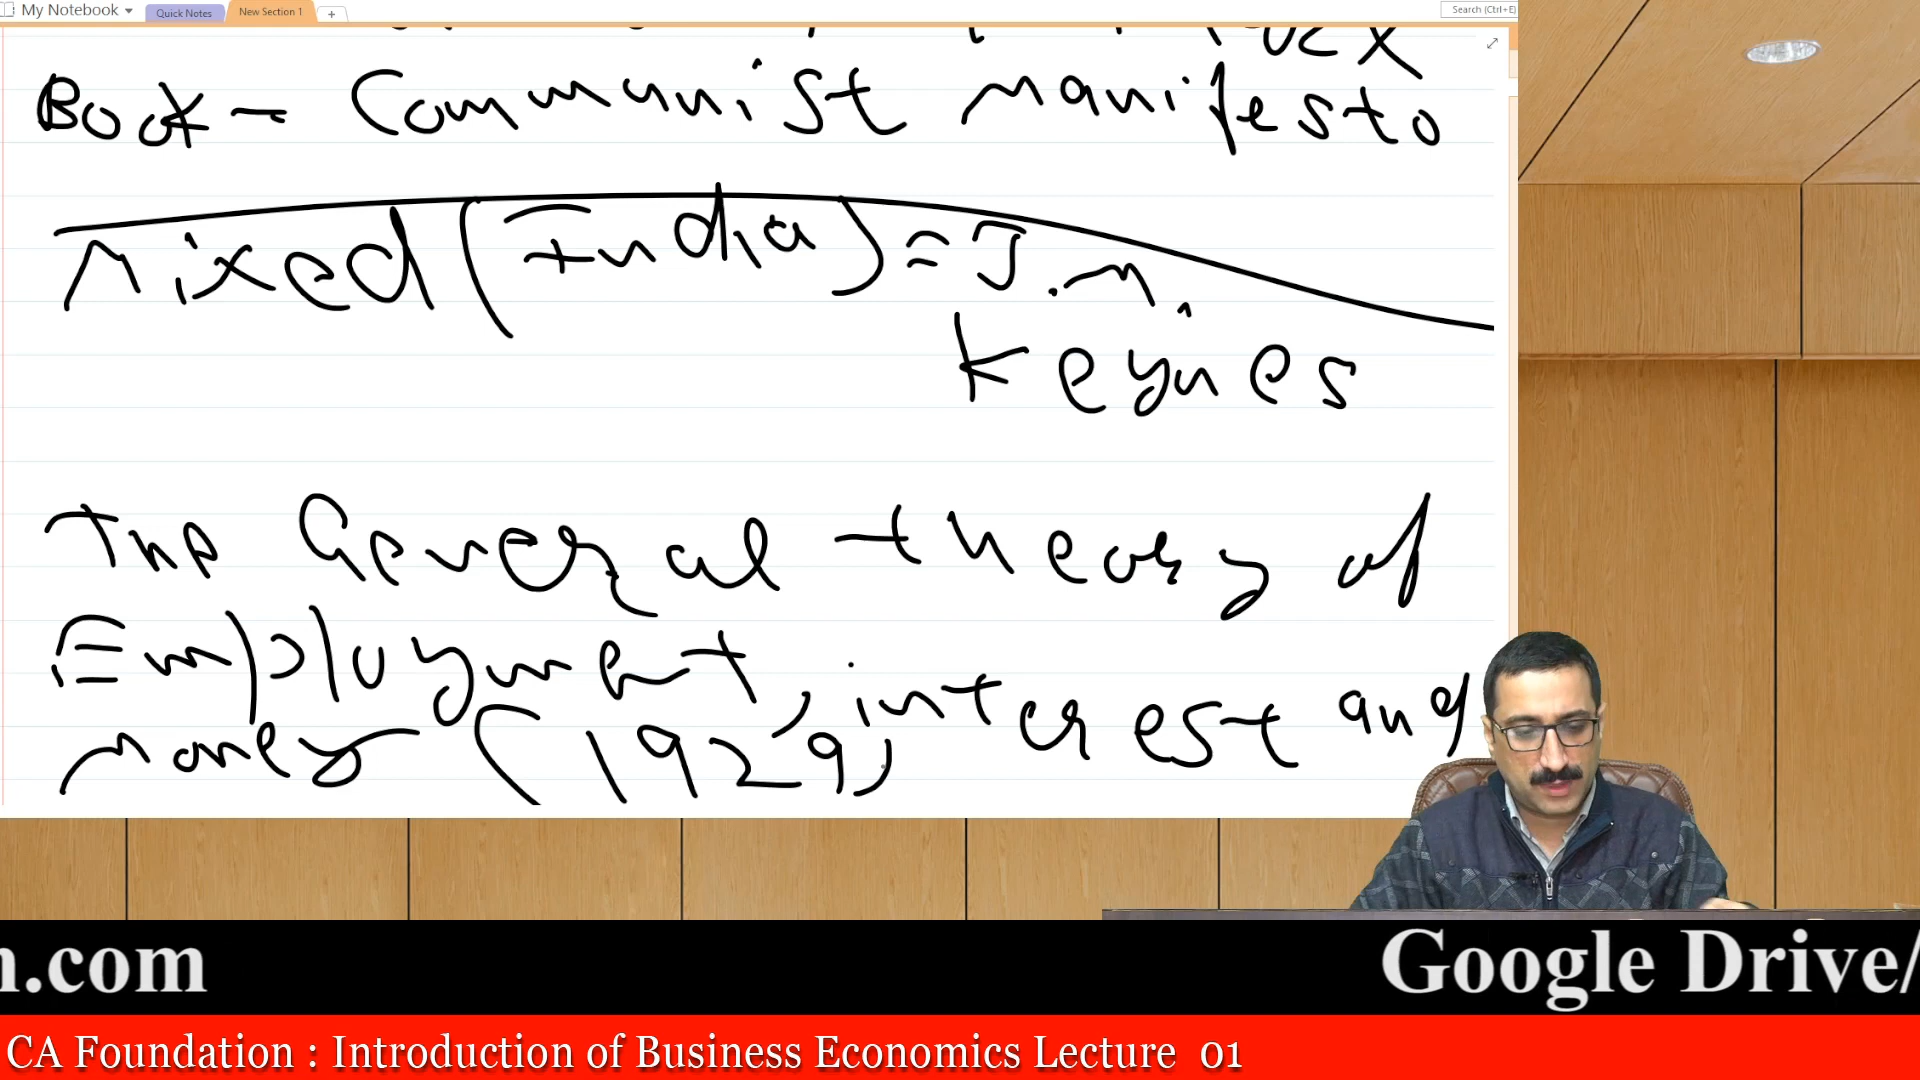 My Notebook
Quick Notes
New Section 1
+
Search (Ctrl+E)
Book - Communist manifesto
Mixed (India) = J.M.
Keynes
The General theory of
Employment, interest and
money (1929)
n.com
Google Drive/
CA Foundation : Introduction of Business Economics Lecture 01